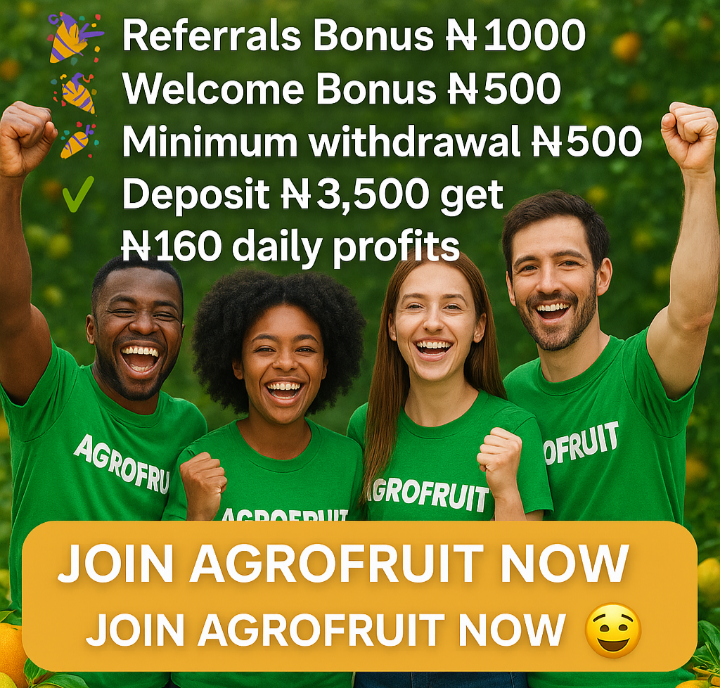 Referrals Bonus ₦1000
Welcome Bonus ₦500
Minimum withdrawal ₦500
Deposit ₦3,500 get
₦160 daily profits
AGROFRU
AGROFRUIT
AGROFRUIT
OFRUIT
JOIN AGROFRUIT NOW
JOIN AGROFRUIT NOW 😉